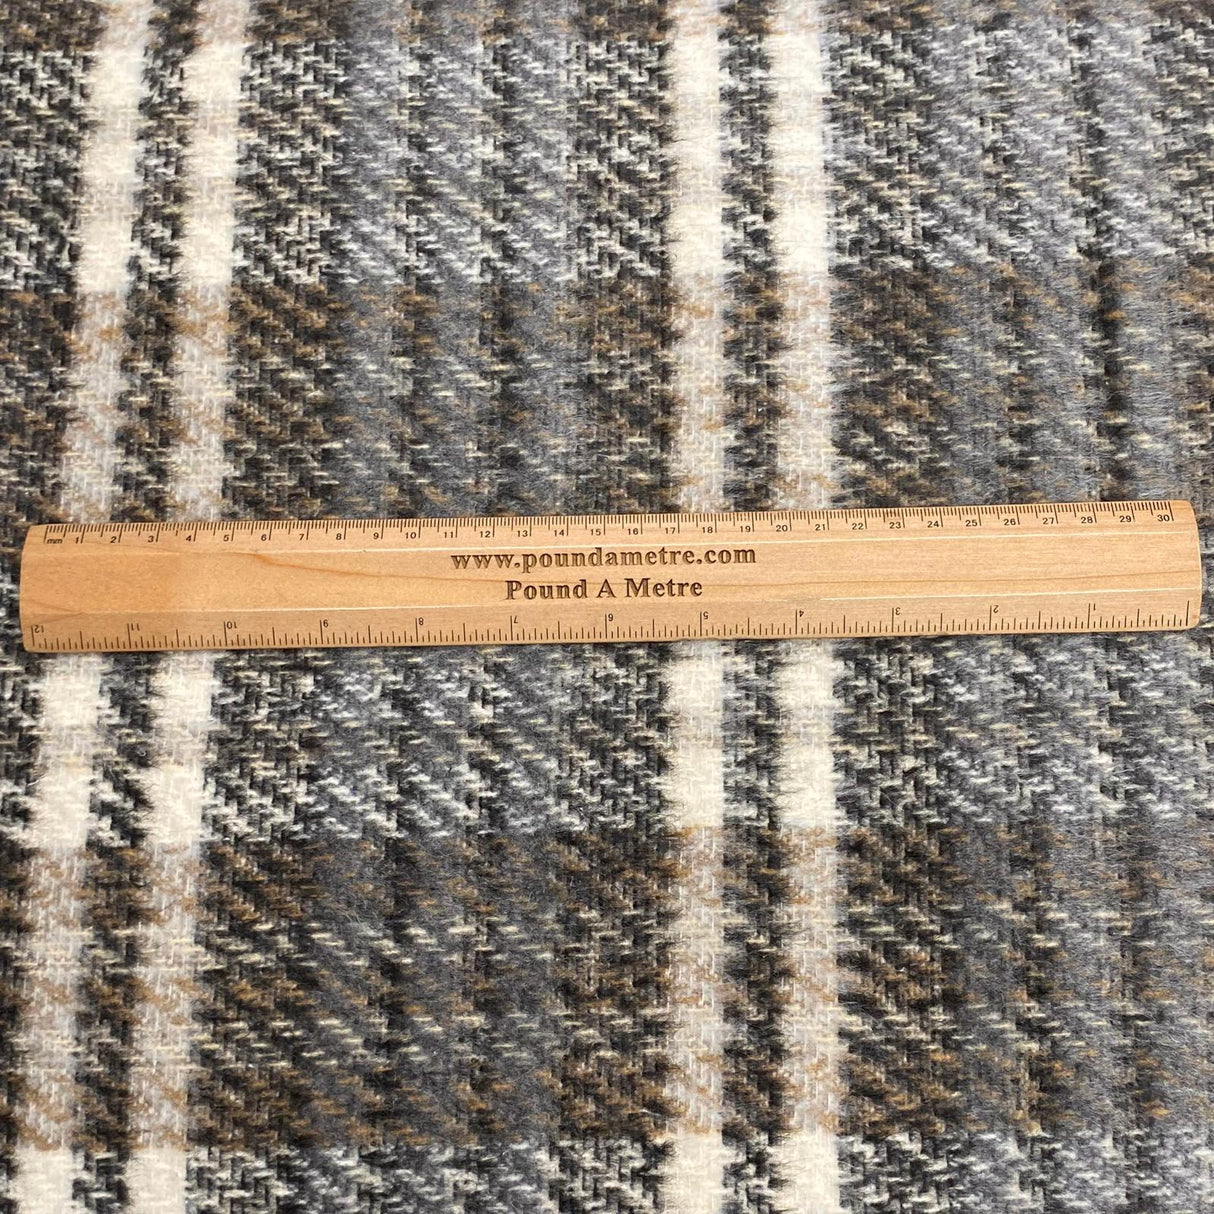 mm 1 2 3 4 5 6 7 8 9 10 11 12 13 14 15 16 17 18 19 20 21 22 23 24 25 26 27 28 29 30
www.poundametre.com
Pound A Metre
12 11 10 9 8 7 6 5 4 3 2 1